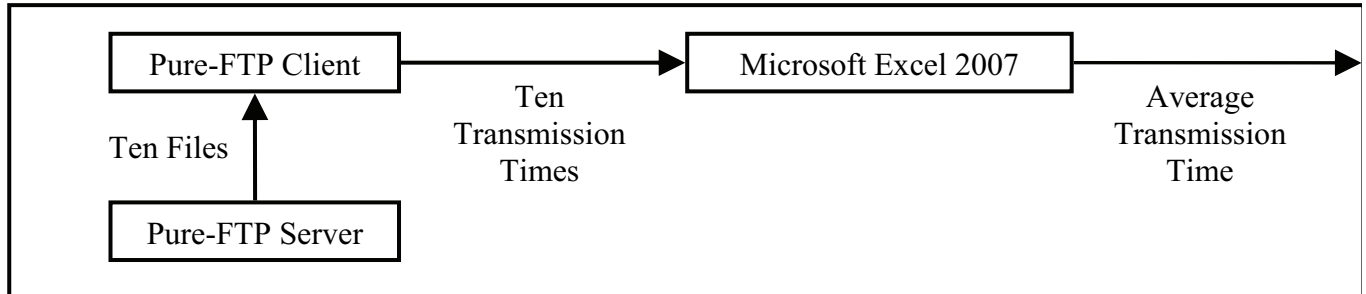 Pure-FTP Client
Microsoft Excel 2007
Ten
Transmission
Times
Average
Transmission
Time
Ten Files
Pure-FTP Server